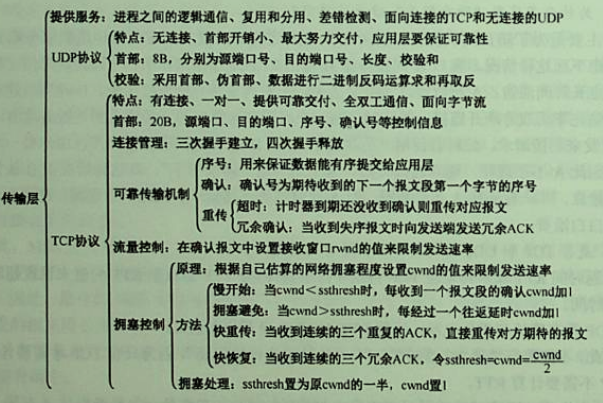 提供服务：进程之间的逻辑通信、复用和分用、差错检测、面向连接的TCP和无连接的UDP
特点：无连接、首部开销小、最大努力交付，应用层要保证可靠性
UDP协议
首部：8B，分别为源端口号、目的端口号、长度、校验和
校验：采用首部、伪首部、数据进行二进制反码运算求和再取反
特点：有连接、一对一、提供可靠交付、全双工通信、面向字节流
首部：20B，源端口、目的端口、序号、确认号等控制信息
连接管理：三次握手建立，四次握手释放
序号：用来保证数据能有序提交给应用层
可靠传输机制
确认：确认号为期待收到的下一个报文段第一个字节的序号
传输层
重传
超时：计时器到期还没收到确认则重传对应报文
冗余确认：当收到失序报文时向发送端发送冗余ACK
TCP协议
流量控制：在确认报文中设置接收窗口rwnd的值来限制发送速率
原理：根据自己估算的网络拥塞程度设置cwnd的值来限制发送速率
慢开始：当cwnd＜ssthresh时，每收到一个报文段的确认cwnd加1
拥塞避免：当cwnd＞ssthresh时，每经过一个往返延时cwnd加1
拥塞控制
方法
快重传：当收到连续的三个重复的ACK，直接重传对方期待的报文
快恢复：当收到连续的三个冗余ACK，令ssthresh=cwnd=cwnd/2
拥塞处理：ssthresh置为原cwnd的一半，cwnd置1